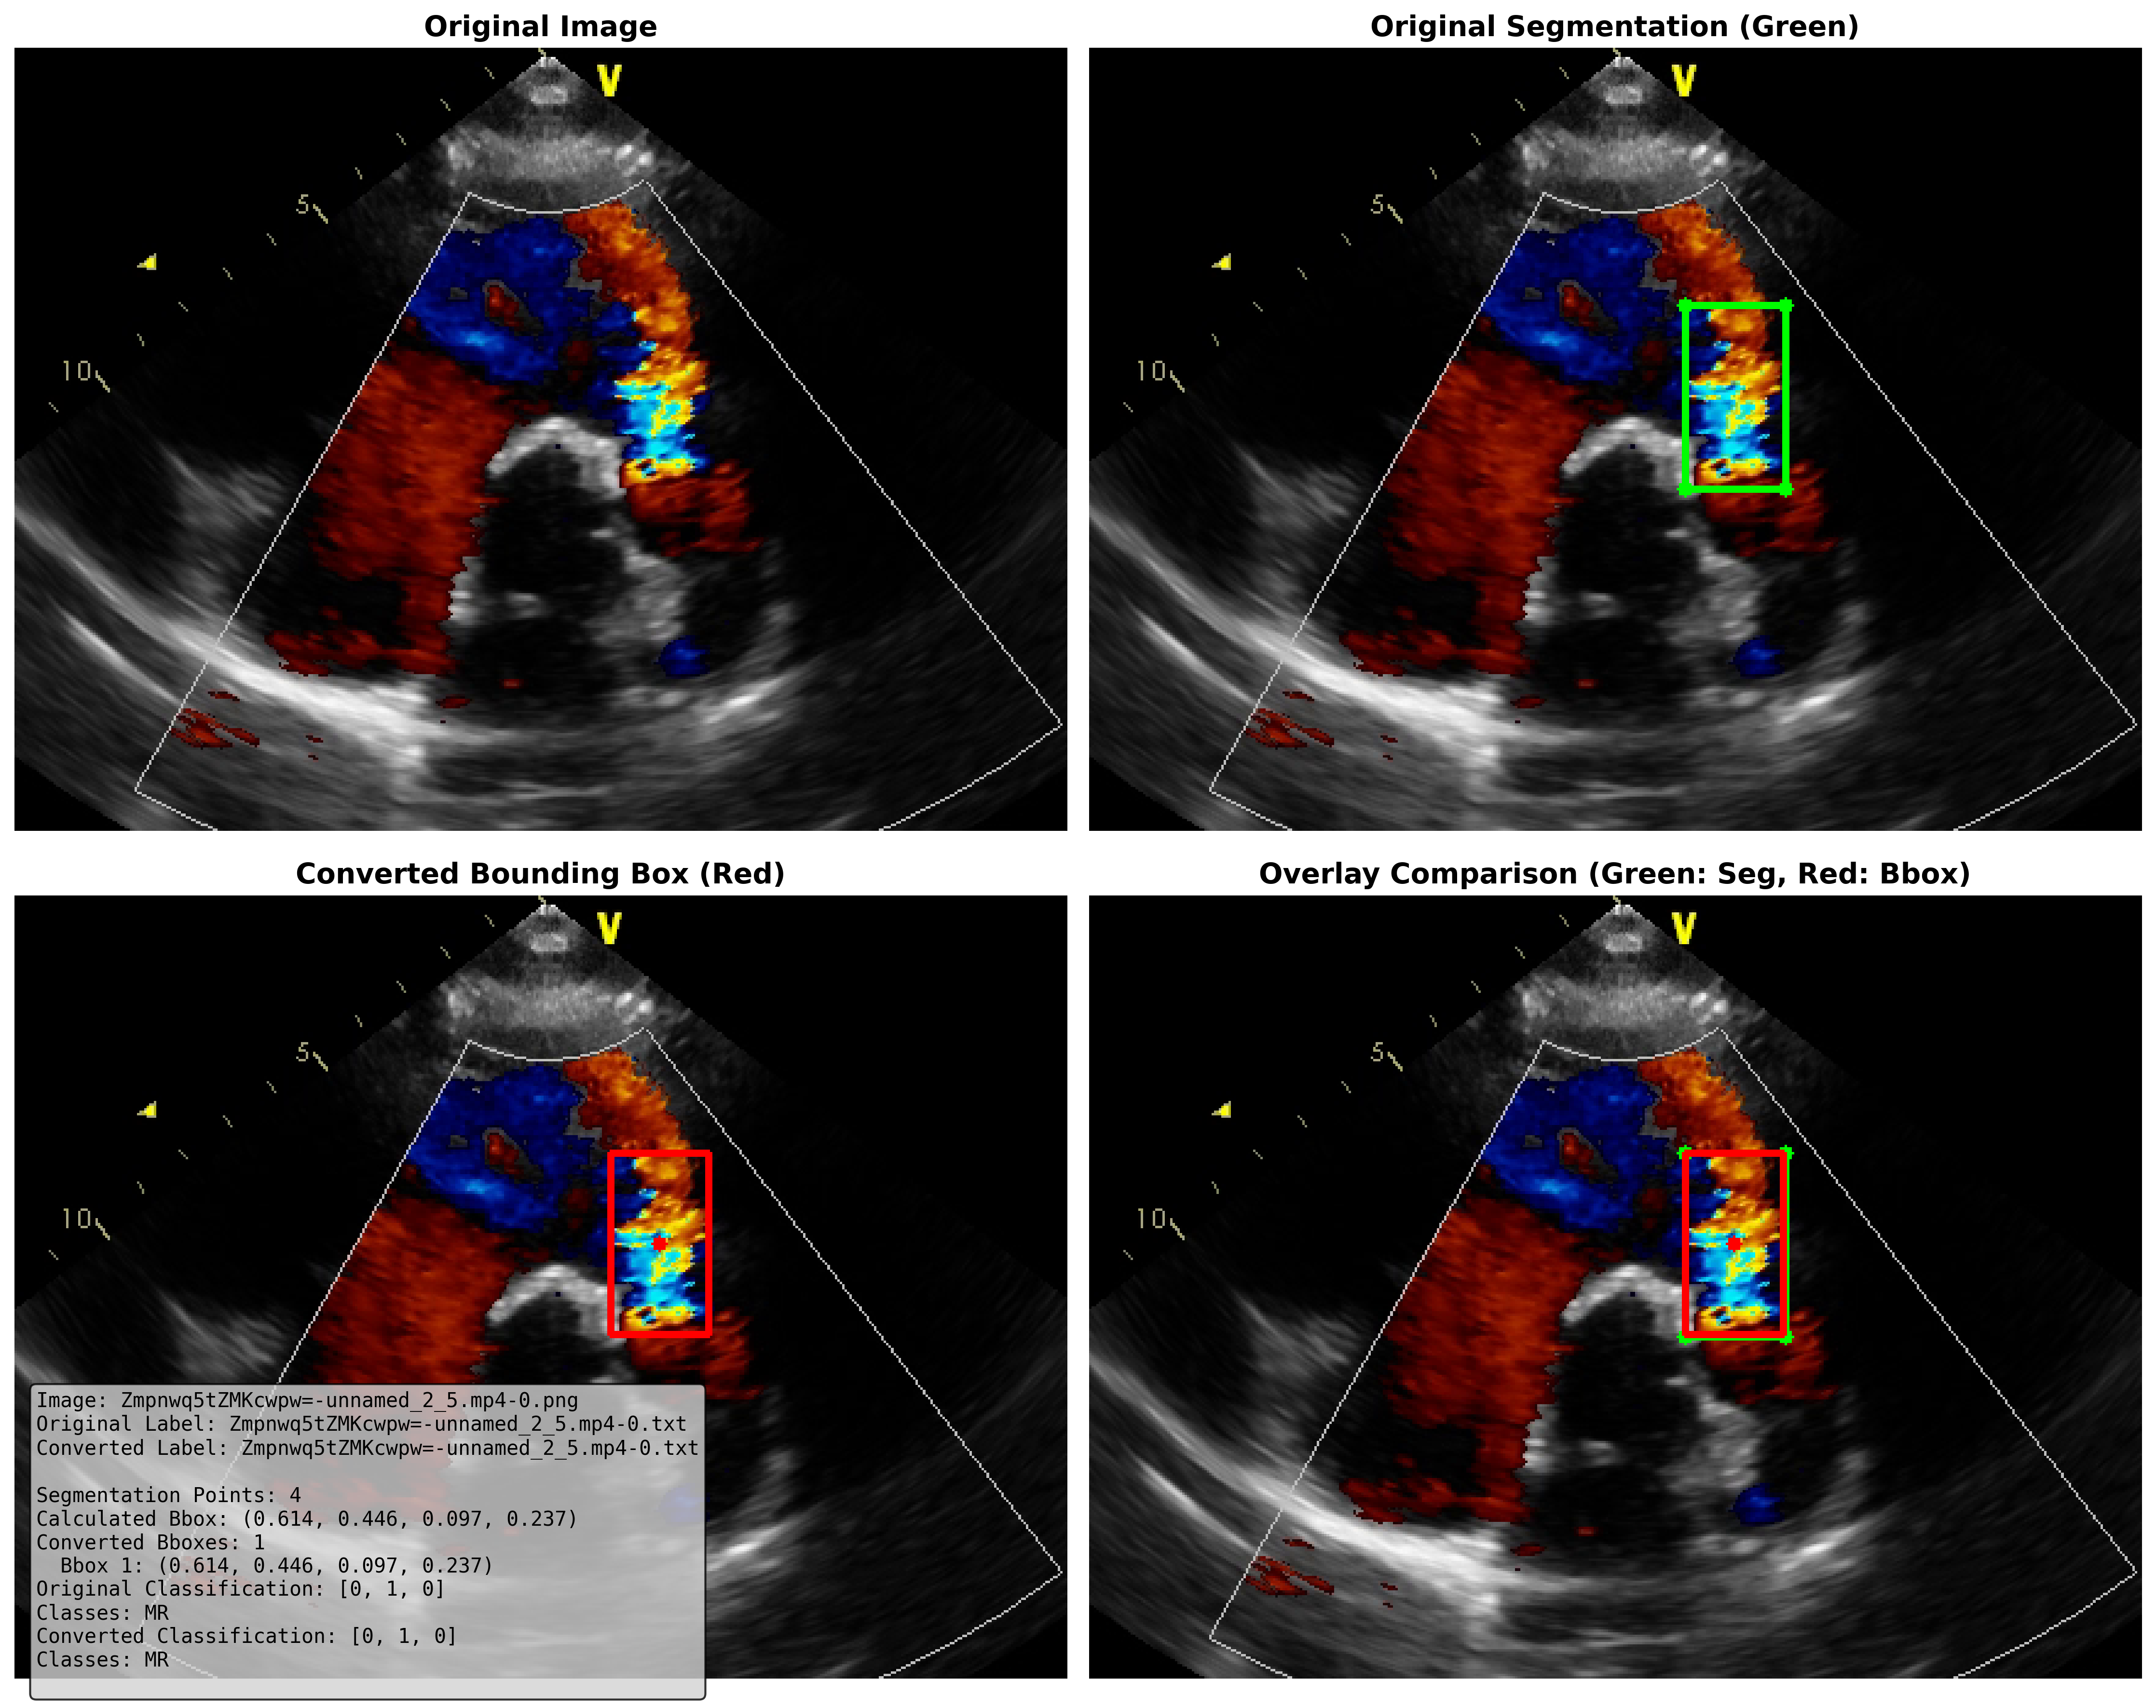 Original Image
Original Segmentation (Green)
V
5
10
V
5
10
Converted Bounding Box (Red)
Overlay Comparison (Green: Seg, Red: Bbox)
V
5
10
V
5
10
Image: Zmpnwq5tZMKcwpw=-unnamed_2_5.mp4-0.png
Original Label: Zmpnwq5tZMKcwpw=-unnamed_2_5.mp4-0.txt
Converted Label: Zmpnwq5tZMKcwpw=-unnamed_2_5.mp4-0.txt
Segmentation Points: 4
Calculated Bbox: (0.614, 0.446, 0.097, 0.237)
Converted Bboxes: 1
Bbox 1: (0.614, 0.446, 0.097, 0.237)
Original Classification: [0, 1, 0]
Classes: MR
Converted Classification: [0, 1, 0]
Classes: MR